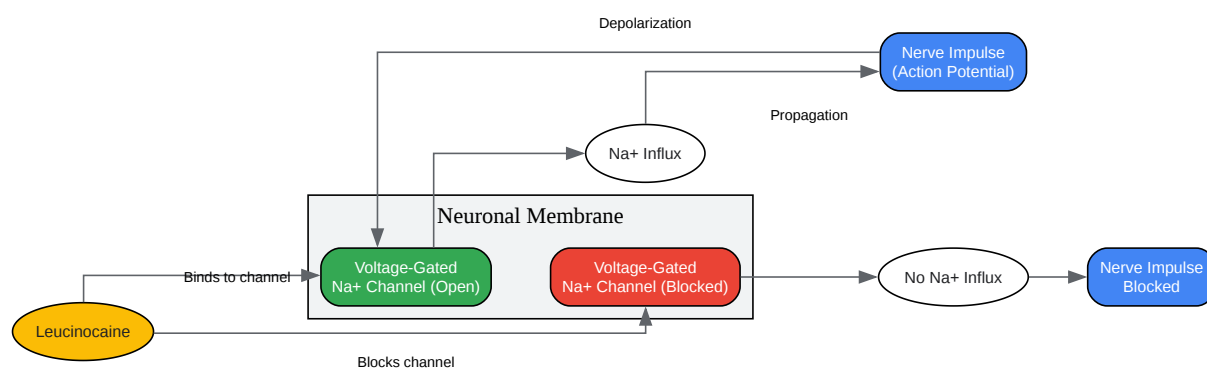 Depolarization
Nerve Impulse
(Action Potential)
Propagation
Na+ Influx
Neuronal Membrane
Voltage-Gated
Na+ Channel (Open)
Voltage-Gated
Na+ Channel (Blocked)
No Na+ Influx
Nerve Impulse
Blocked
Binds to channel
Leucinocaine
Blocks channel